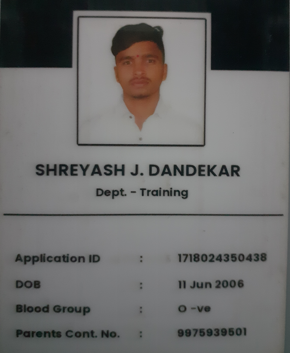 SHREYASH J. DANDEKAR
Dept. - Training
Application ID : 1718024350438
DOB : 11 Jun 2006
Blood Group : O -ve
Parents Cont. No. : 9975939501